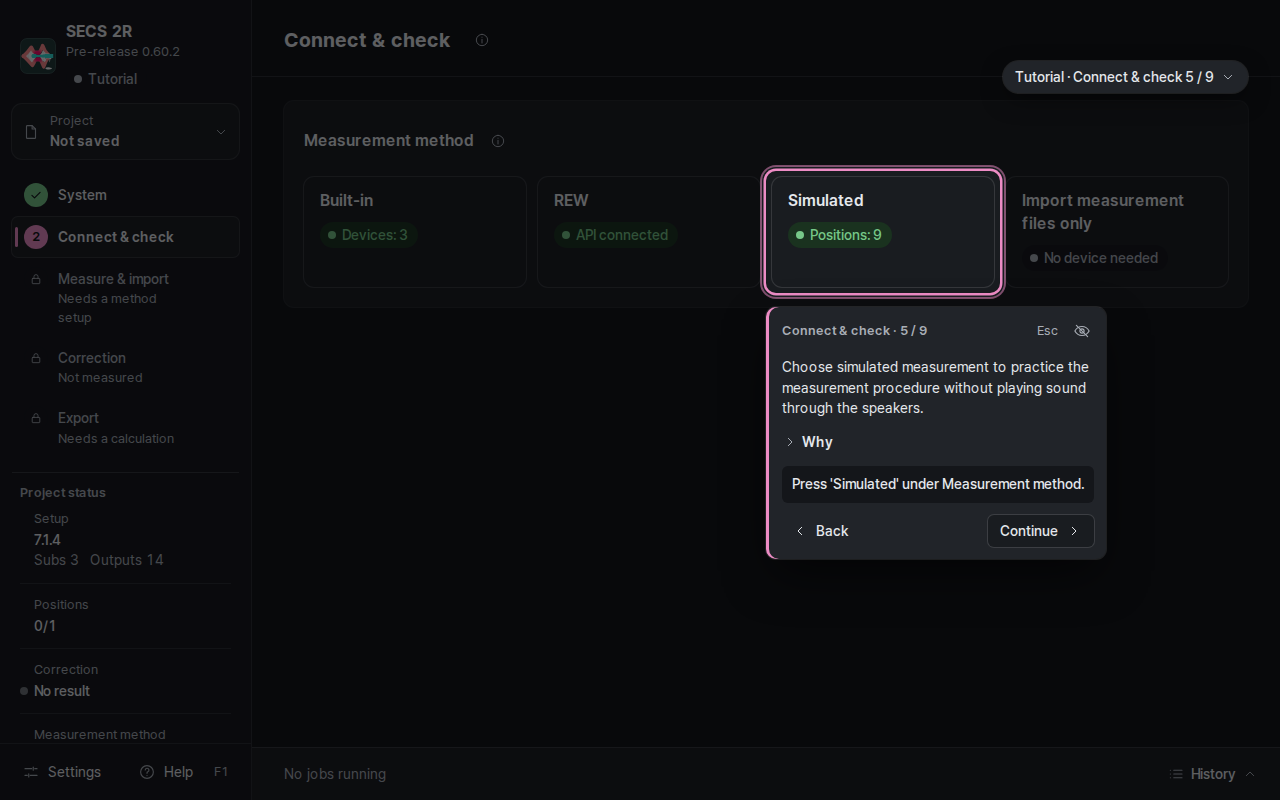 SECS 2R
Pre-release 0.60.2
Tutorial
Project
Not saved
System
2 Connect & check
Measure & import
Needs a method
setup
Correction
Not measured
Export
Needs a calculation
Project status
Setup
7.1.4
Subs 3 Outputs 14
Positions
0/1
Correction
No result
Measurement method
Settings
Help F1
Connect & check
Tutorial · Connect & check 5 / 9
Measurement method
Built-in
Devices: 3
REW
API connected
Simulated
Positions: 9
Import measurement
files only
No device needed
Connect & check · 5 / 9
Esc
Choose simulated measurement to practice the
measurement procedure without playing sound
through the speakers.
Why
Press 'Simulated' under Measurement method.
Back
Continue
No jobs running
History